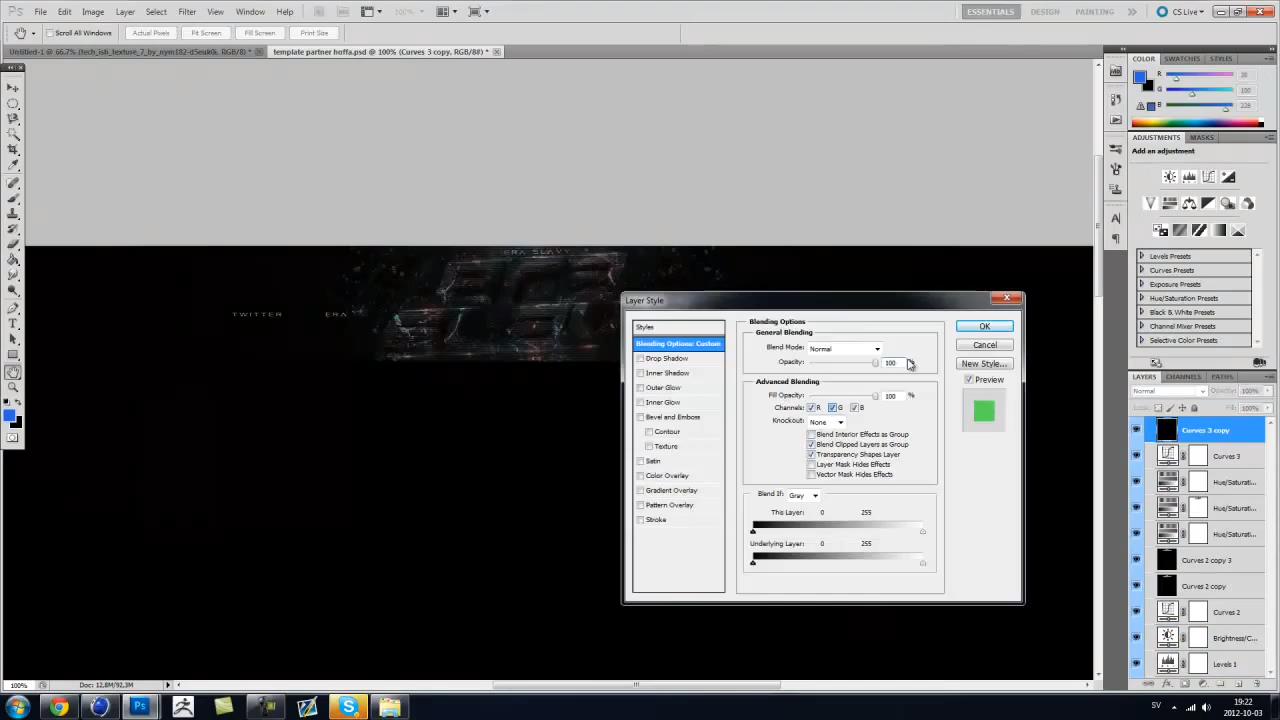 Ps File Edit Image Layer Select Filter Analysis 3D View Window Help 100% ESSENTIALS DESIGN PAINTING CS Live
Scroll All Windows Actual Pixels Fit Screen Fill Screen Print Size
Untitled-1 @ 66.7% template partner hoffa.psd @ 100% (Curves 3 copy, RGB/8#) *
COLOR SWATCHES STYLES
R
G 100
B 228
ADJUSTMENTS MASKS
Add an adjustment
Levels Presets
Curves Presets
Exposure Presets
Hue/Saturation Presets
Black & White Presets
Channel Mixer Presets
Selective Color Presets
LAYERS CHANNELS PATHS
Normal Opacity: 100%
Lock: Fill: 100%
Curves 3 copy
Curves 3
Hue/Saturati...
Hue/Saturati...
Hue/Saturati...
Curves 2 copy 3
Curves 2 copy
Curves 2
Brightness/C...
Levels 1
ERA SLAVY
TWITTER ERA
Layer Style
Styles
Blending Options: Custom
Drop Shadow
Inner Shadow
Outer Glow
Inner Glow
Bevel and Emboss
Contour
Texture
Satin
Color Overlay
Gradient Overlay
Pattern Overlay
Stroke
Blending Options
General Blending
Blend Mode: Normal
Opacity: 100 %
Advanced Blending
Fill Opacity: 100 %
Channels: R G B
Knockout: None
Blend Interior Effects as Group
Blend Clipped Layers as Group
Transparency Shapes Layer
Layer Mask Hides Effects
Vector Mask Hides Effects
Blend If: Gray
This Layer: 0 255
Underlying Layer: 0 255
OK
Cancel
New Style...
Preview
100% Doc: 12,8M/92,3M
SV 19:22
2012-10-03